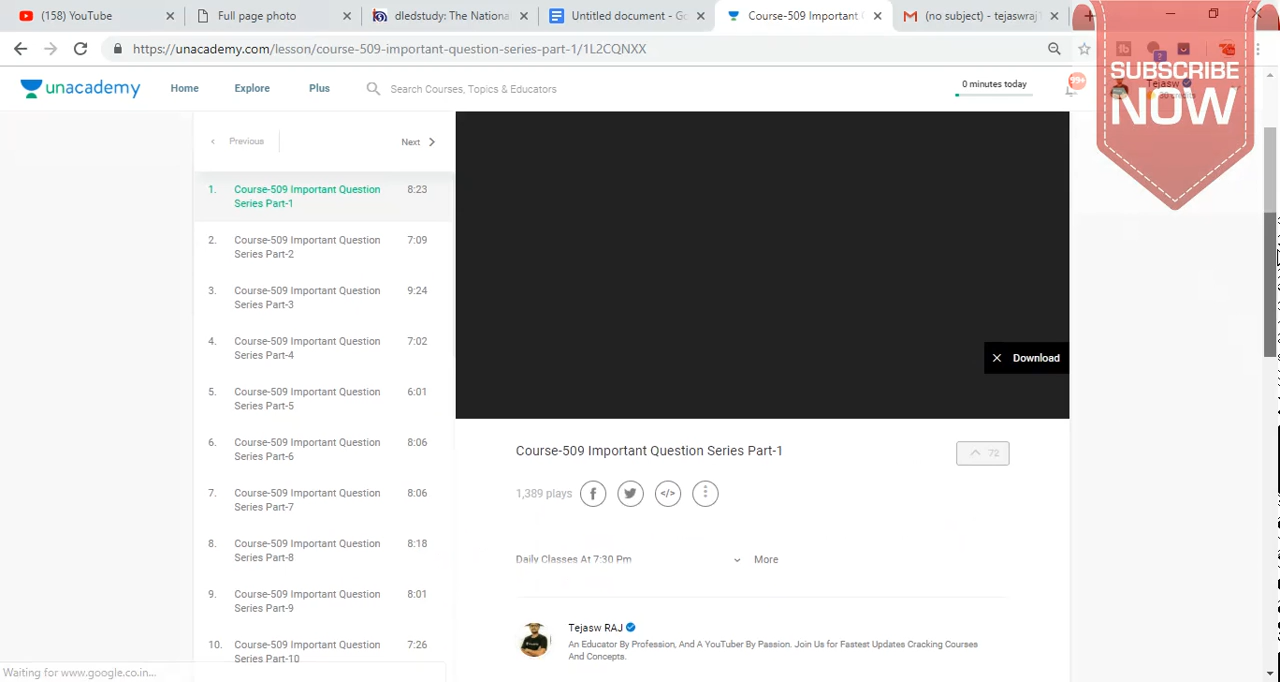 (158) YouTube
Full page photo
dledstudy: The Nationa
Untitled document - Go
Course-509 Important
(no subject) - tejaswraj
https://unacademy.com/lesson/course-509-important-question-series-part-1/1L2CQNXX
unacademy
Home
Explore
Plus
Search Courses, Topics & Educators
0 minutes today
99+
Tejasw
30 credits
SUBSCRIBE
NOW
Previous
Next
1. Course-509 Important Question 8:23
Series Part-1
2. Course-509 Important Question 7:09
Series Part-2
3. Course-509 Important Question 9:24
Series Part-3
4. Course-509 Important Question 7:02
Series Part-4
5. Course-509 Important Question 6:01
Series Part-5
6. Course-509 Important Question 8:06
Series Part-6
7. Course-509 Important Question 8:06
Series Part-7
8. Course-509 Important Question 8:18
Series Part-8
9. Course-509 Important Question 8:01
Series Part-9
10. Course-509 Important Question 7:26
Series Part-10
Download
Course-509 Important Question Series Part-1
72
1,389 plays
Daily Classes At 7:30 Pm
More
Tejasw RAJ
An Educator By Profession, And A YouTuber By Passion. Join Us for Fastest Updates Cracking Courses
And Concepts.
Waiting for www.google.co.in...